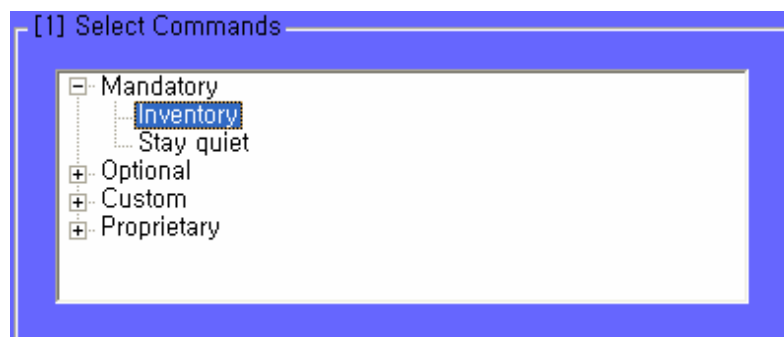 [1] Select Commands
Mandatory
Inventory
Stay quiet
Optional
Custom
Proprietary